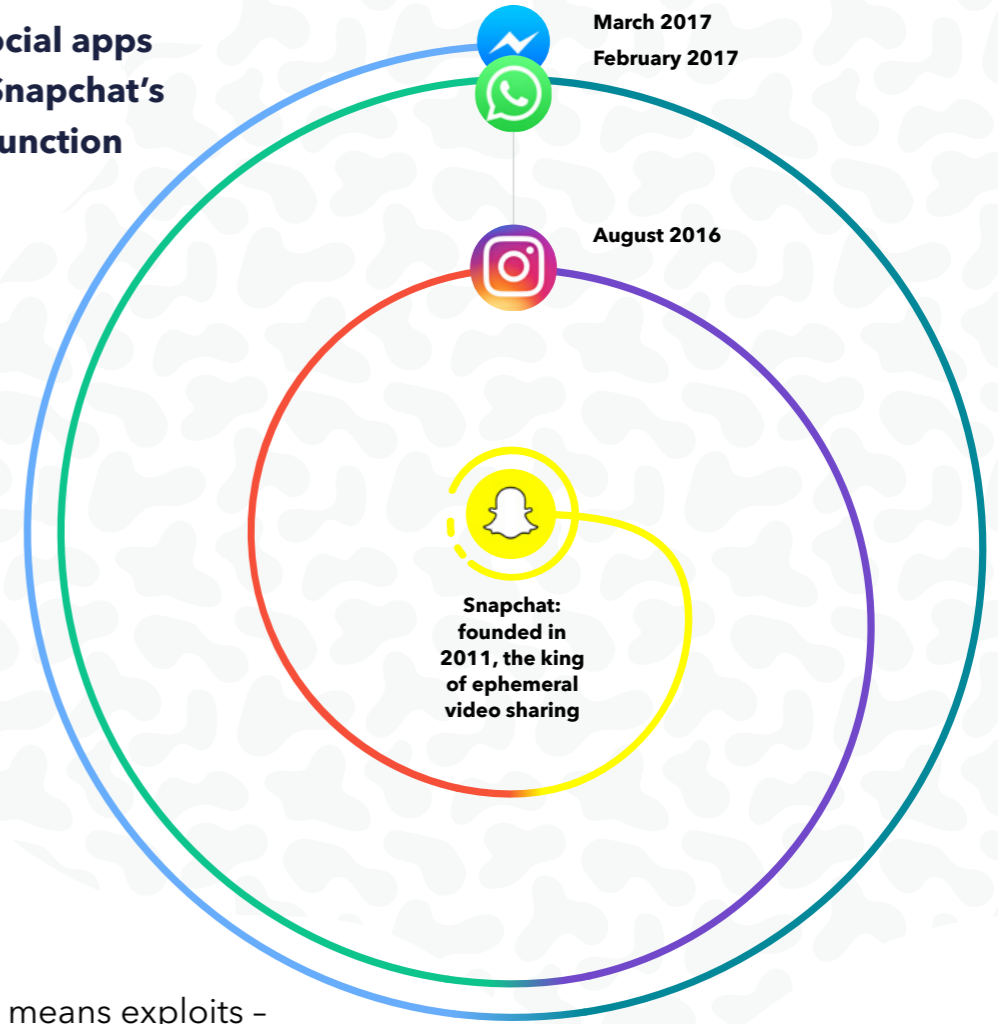 ocial apps
Snapchat's
unction
March 2017
February 2017
August 2016
Snapchat:
founded in
2011, the king
of ephemeral
video sharing
means exploits –